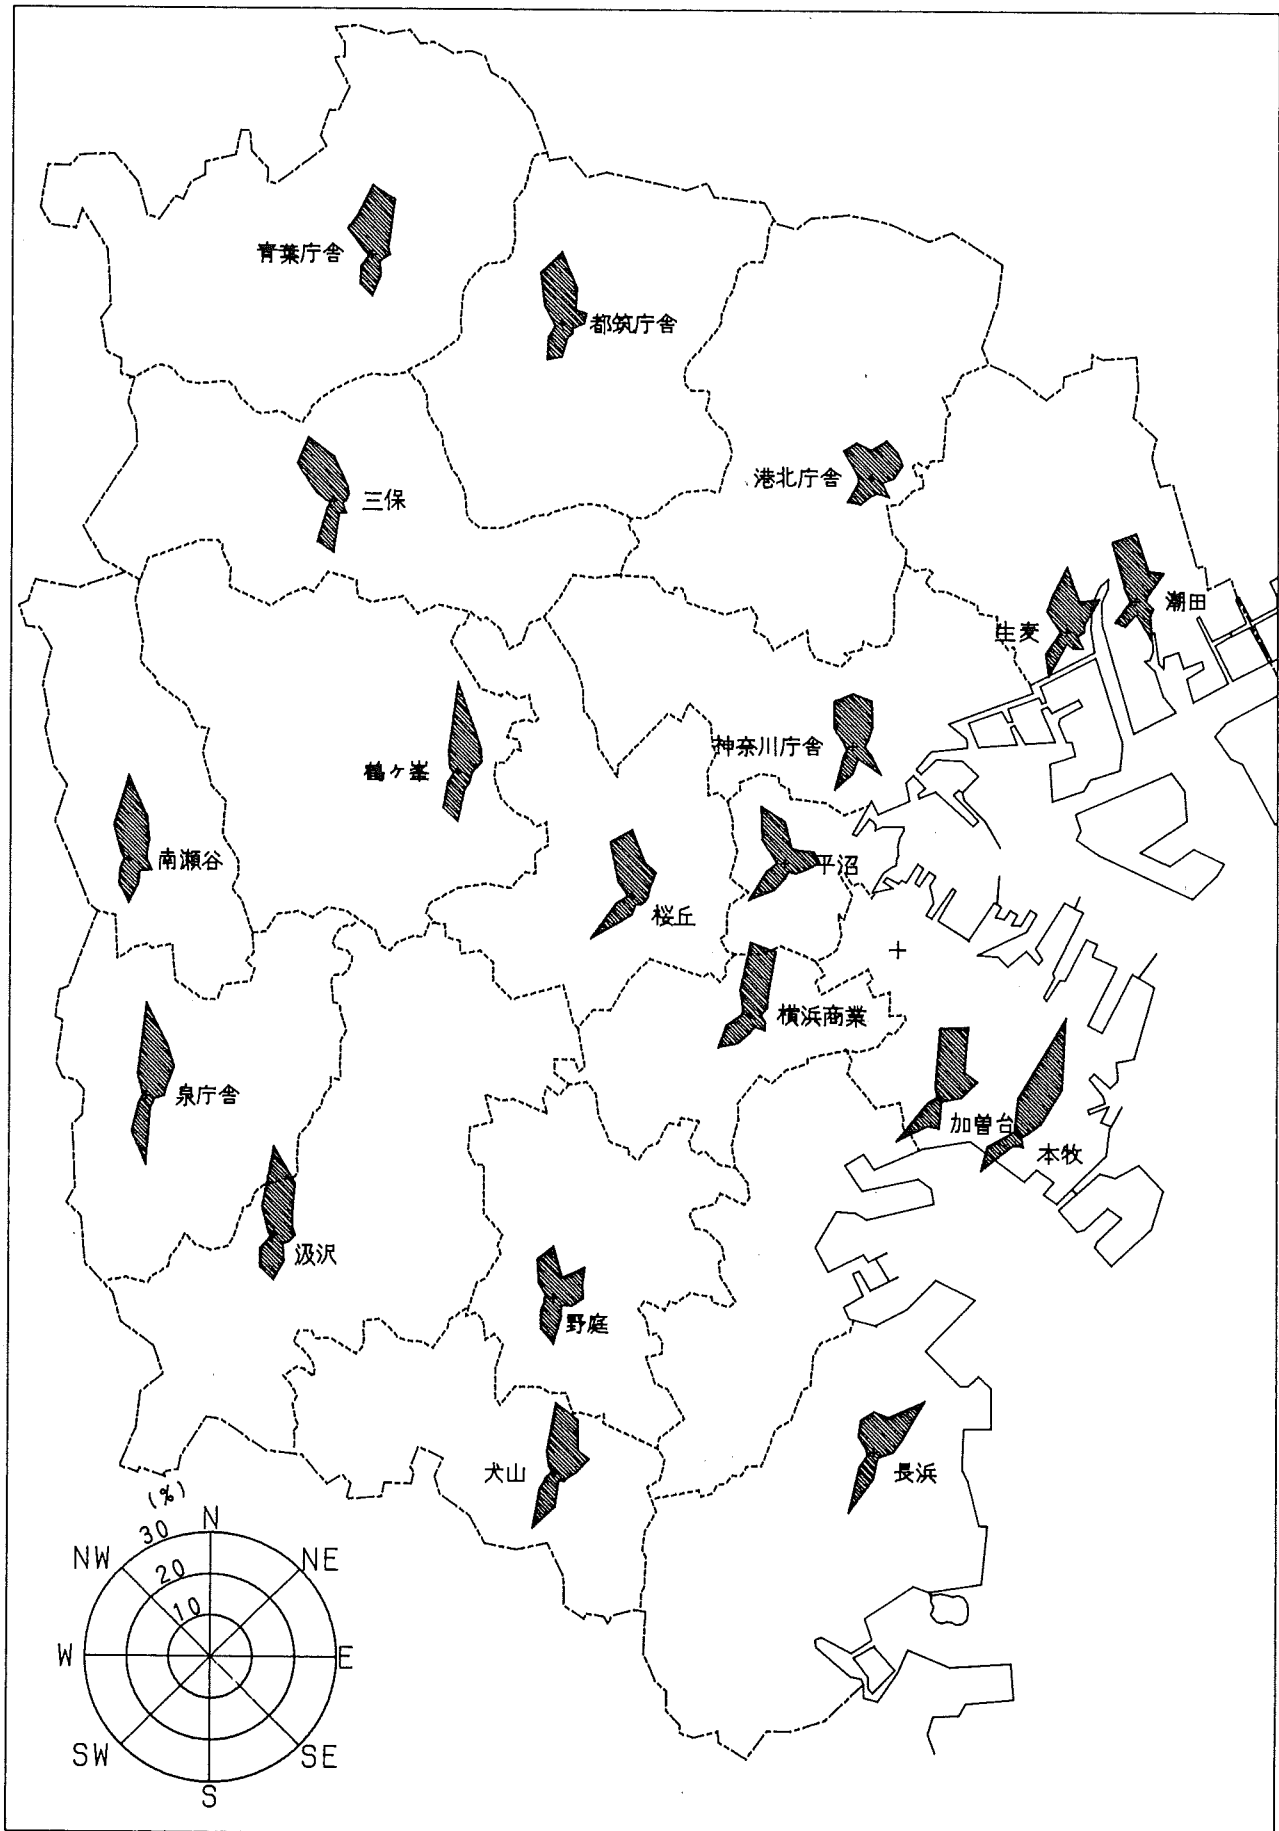 青葉庁舎
都筑庁舎
港北庁舎
三保
潮田
生麦
神奈川庁舎
鶴ヶ峯
南瀬谷
平沼
桜丘
横浜商業
泉庁舎
加曽台
本牧
汲沢
野庭
犬山
長浜
(%)
30
20
10
N
NW
NE
W
E
SW
SE
S